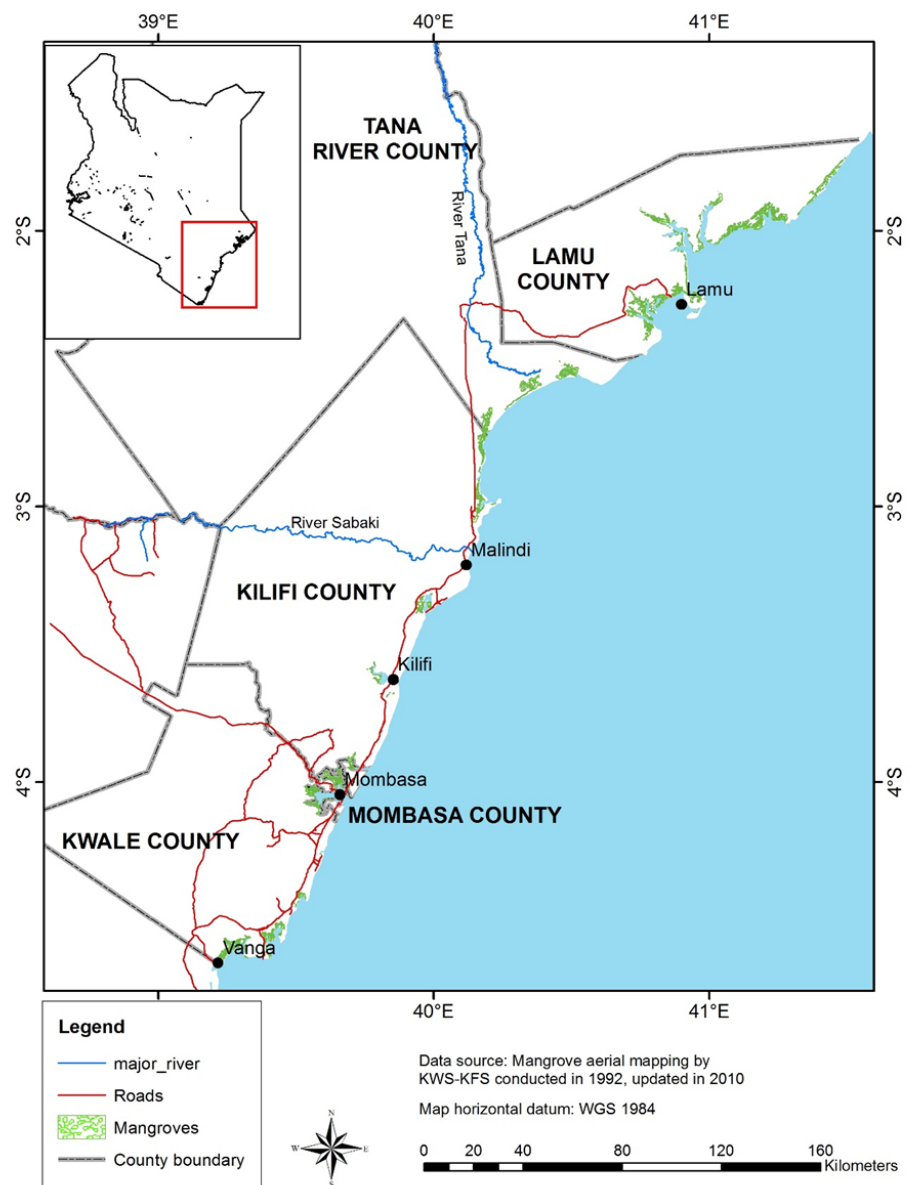 39°E
40°E
41°E
TANA
RIVER COUNTY
River Tana
2°S
2°S
LAMU
COUNTY
Lamu
3°S
3°S
River Sabaki
Malindi
KILIFI COUNTY
Kilifi
4°S
4°S
Mombasa
MOMBASA COUNTY
KWALE COUNTY
Vanga
39°E
40°E
41°E
Legend
major_river
Roads
Mangroves
County boundary
N
W
E
S
Data source: Mangrove aerial mapping by
KWS-KFS conducted in 1992, updated in 2010
Map horizontal datum: WGS 1984
0 20 40 80 120 160
Kilometers